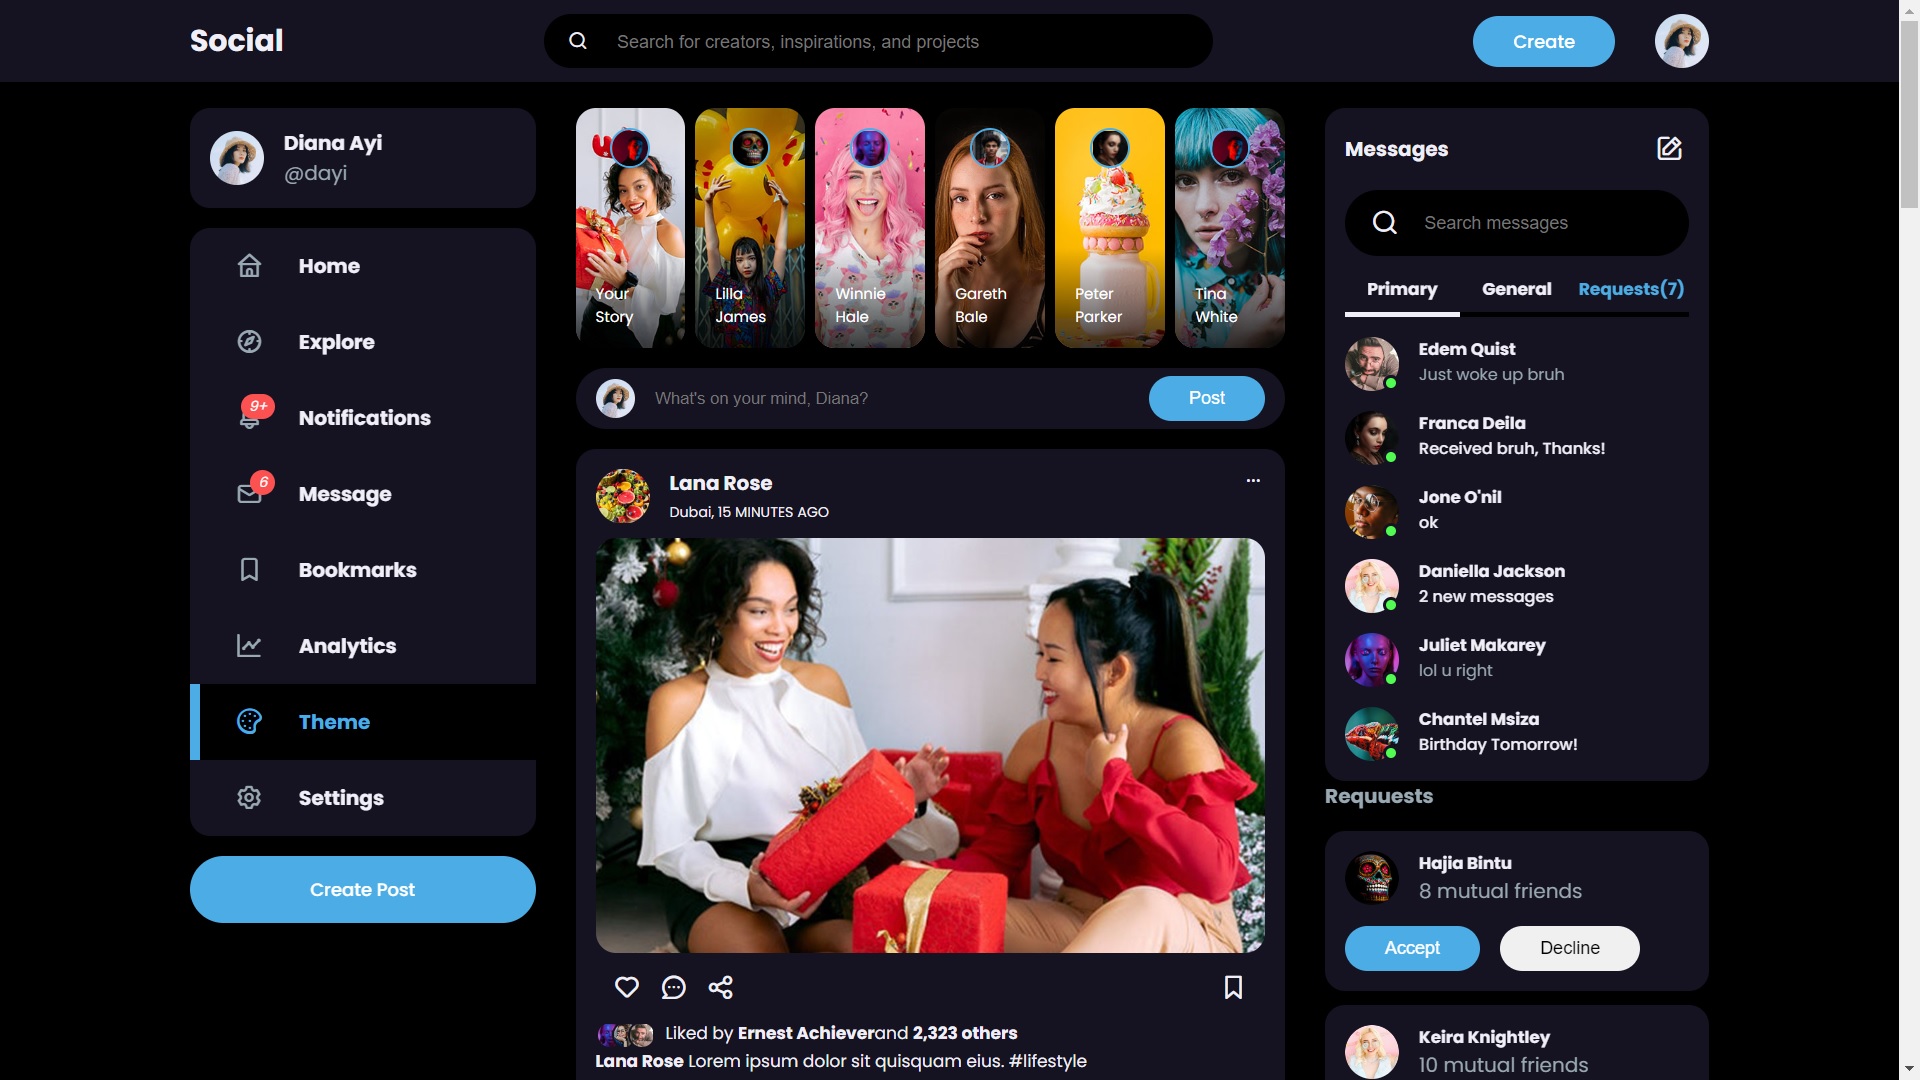 Social
Search for creators, inspirations, and projects
Create
Diana Ayi
@dayi
Home
Explore
9+
Notifications
6
Message
Bookmarks
Analytics
Theme
Settings
Create Post
Your
Story
Lilla
James
Winnie
Hale
Gareth
Bale
Peter
Parker
Tina
White
What's on your mind, Diana?
Post
Lana Rose
Dubai, 15 MINUTES AGO
Liked by Ernest Achieverand 2,323 others
Lana Rose Lorem ipsum dolor sit quisquam eius. #lifestyle
Messages
Search messages
Primary General Requests(7)
Edem Quist
Just woke up bruh
Franca Deila
Received bruh, Thanks!
Jone O'nil
ok
Daniella Jackson
2 new messages
Juliet Makarey
lol u right
Chantel Msiza
Birthday Tomorrow!
Requuests
Hajia Bintu
8 mutual friends
Accept Decline
Keira Knightley
10 mutual friends